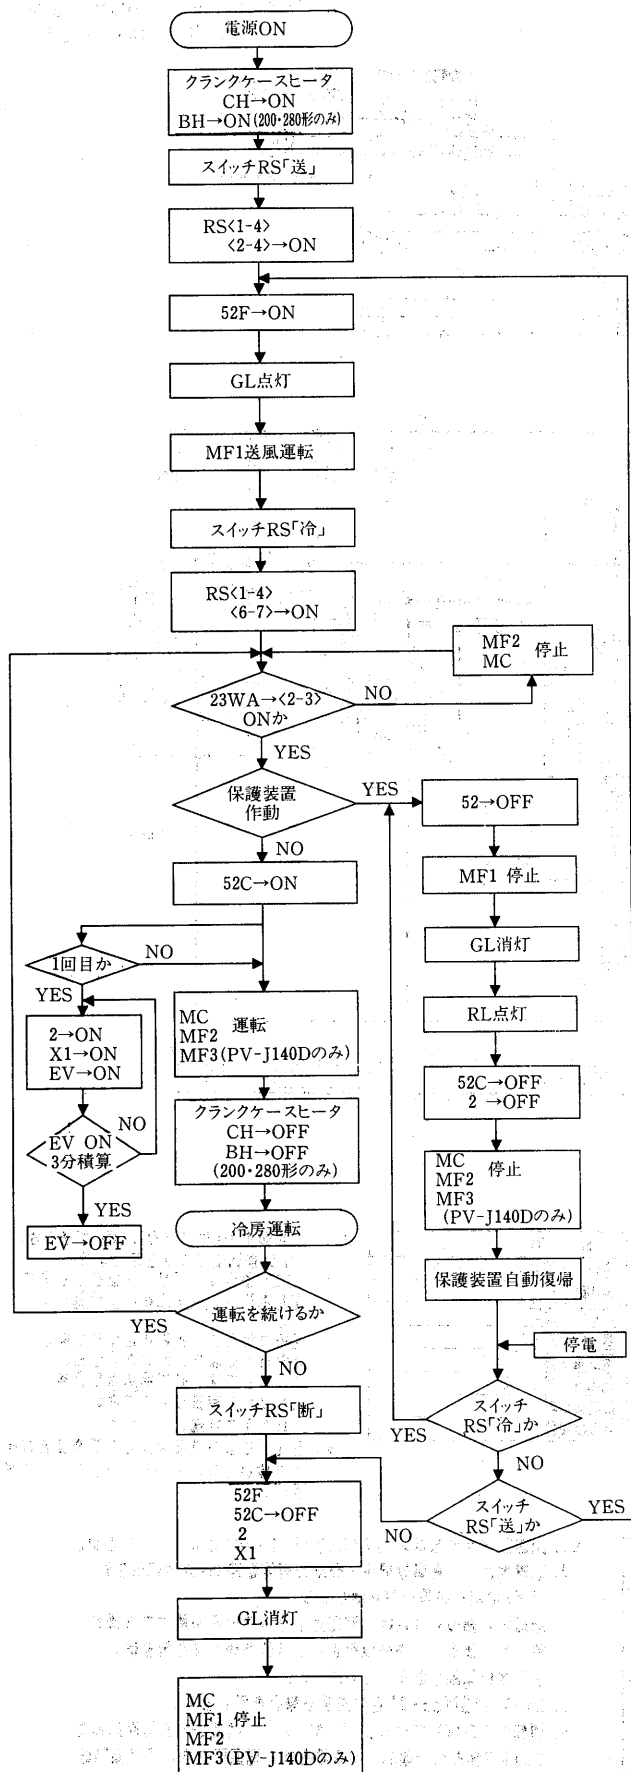 電源ON
クランクケースヒータ
CH→ON
BH→ON(200・280形のみ)
スイッチRS「送」
RS<1-4>
<2-4>→ON
52F→ON
GL点灯
MF1送風運転
スイッチRS「冷」
RS<1-4>
<6-7>→ON
MF2
MC 停止
23WA→<2-3>
ONか
NO
YES
保護装置
作動
YES
NO
52→OFF
52C→ON
MF1 停止
1回目か
NO
YES
GL消灯
2→ON
X1→ON
EV→ON
MC
MF2 運転
MF3(PV-J140Dのみ)
RL点灯
52C→OFF
2→OFF
EV ON
3分積算
NO
YES
クランクケースヒータ
CH→OFF
BH→OFF
(200・280形のみ)
MC
MF2 停止
MF3
(PV-J140Dのみ)
EV→OFF
冷房運転
保護装置自動復帰
運転を続けるか
YES
NO
停電
スイッチRS「断」
スイッチ
RS「冷」か
YES
NO
52F
52C→OFF
2
X1
スイッチ
RS「送」か
NO
YES
GL消灯
MC
MF1 停止
MF2
MF3(PV-J140Dのみ)